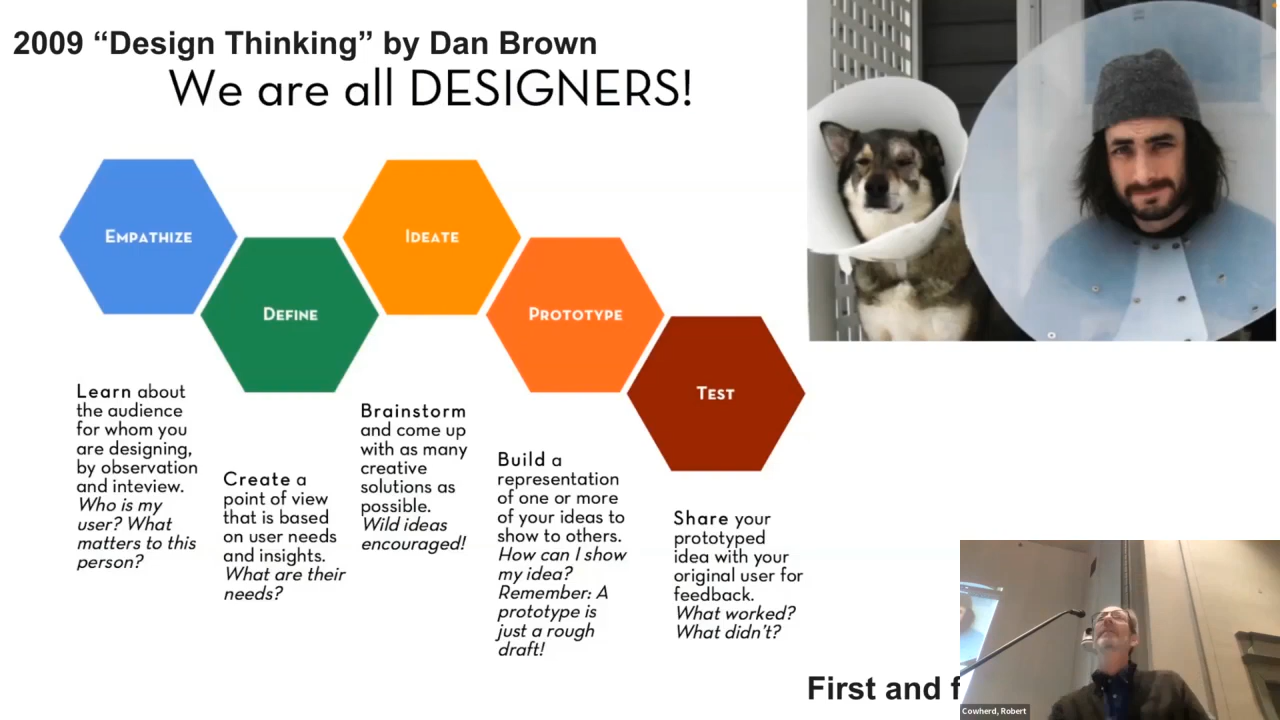 2009 “Design Thinking” by Dan Brown
We are all DESIGNERS!
EMPATHIZE
DEFINE
IDEATE
PROTOTYPE
TEST
Learn about
the audience
for whom you
are designing,
by observation
and inteview.
Who is my
user? What
matters to this
person?
Create a
point of view
that is based
on user needs
and insights.
What are their
needs?
Brainstorm
and come up
with as many
creative
solutions as
possible.
Wild ideas
encouraged!
Build a
representation
of one or more
of your ideas to
show to others.
How can I show
my idea?
Remember: A
prototype is
just a rough
draft!
Share your
prototyped
idea with your
original user for
feedback.
What worked?
What didn't?
First and
Cowherd, Robert